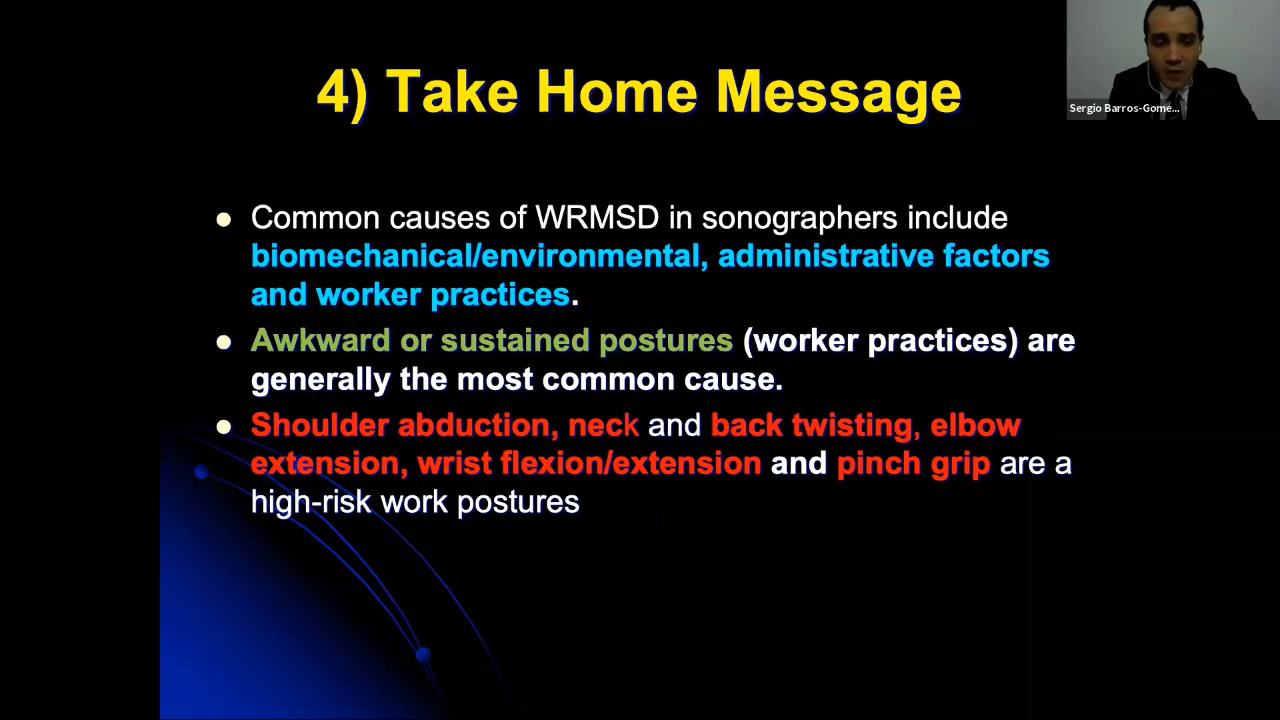 4) Take Home Message
Sergio Barros-Gome...
• Common causes of WRMSD in sonographers include
biomechanical/environmental, administrative factors
and worker practices.
• Awkward or sustained postures (worker practices) are
generally the most common cause.
• Shoulder abduction, neck and back twisting, elbow
extension, wrist flexion/extension and pinch grip are a
high-risk work postures